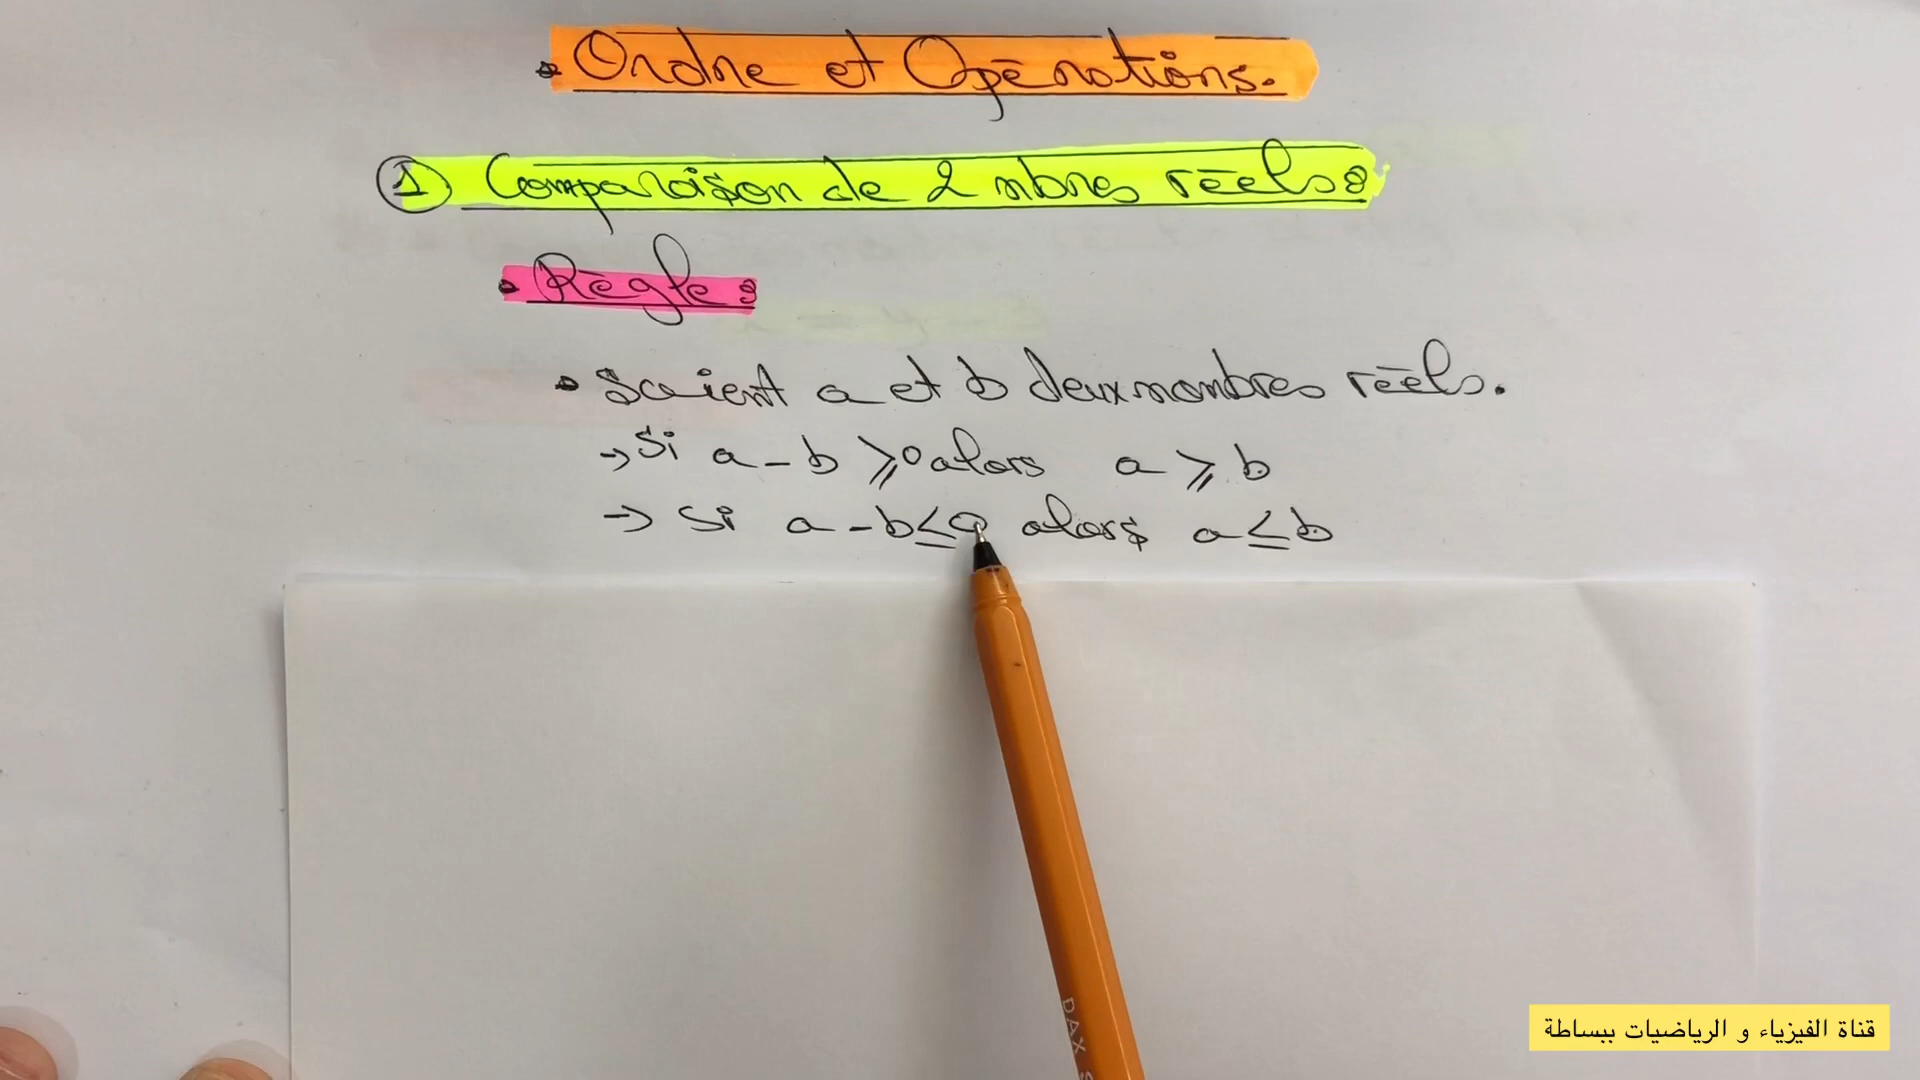 Ordre et Opérations.
① Comparaison de 2 nbres réels :
Règle :
• Soient a et b deux nombres réels.
→ Si a - b ⩾ 0 alors a ⩾ b
→ Si a - b ≤ 0 alors a ≤ b
DAX S
قناة الفيزياء و الرياضيات ببساطة